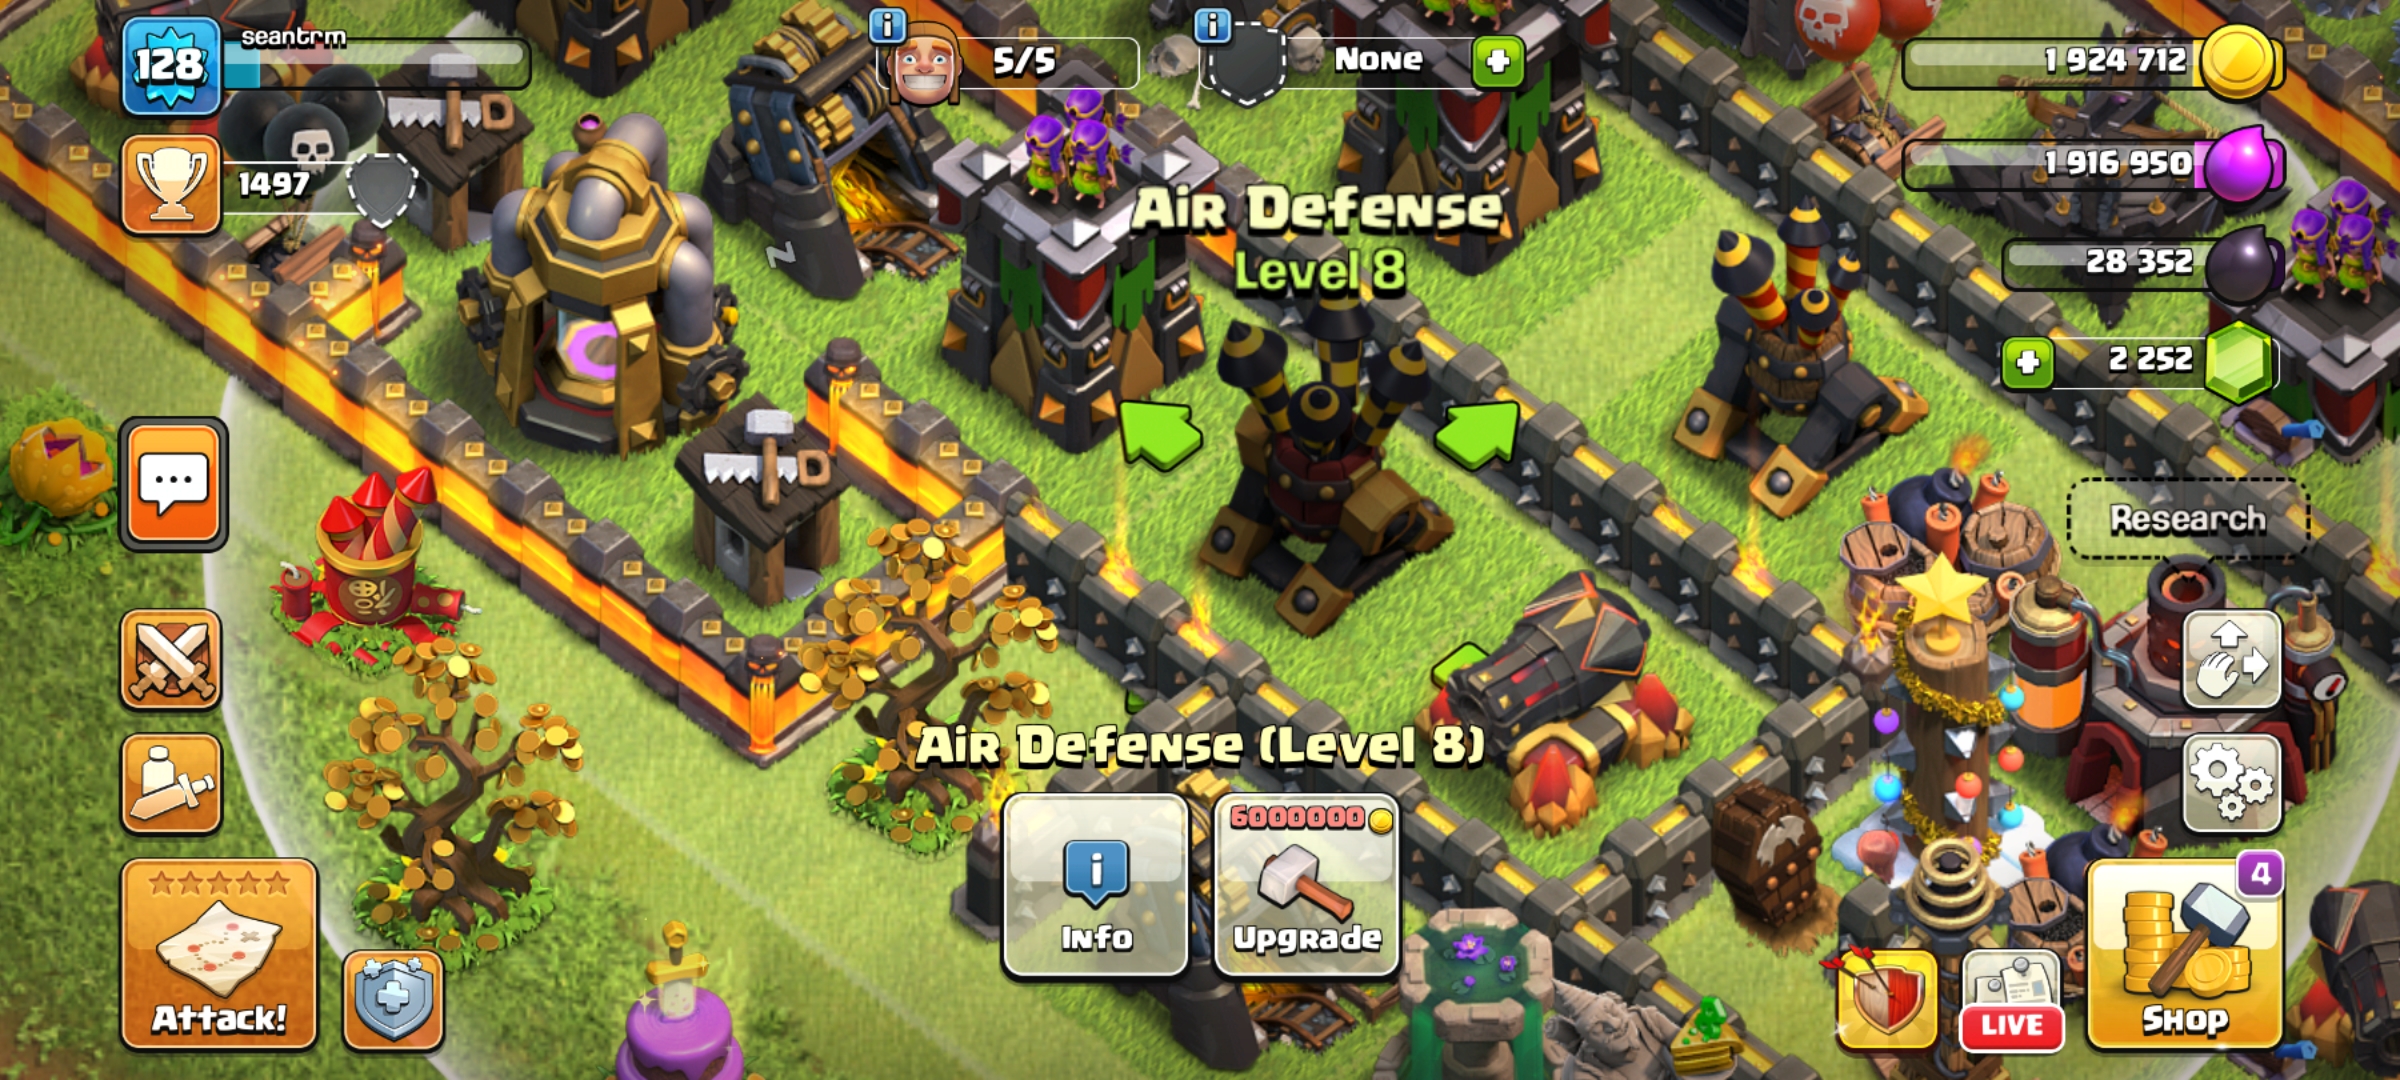 seantrm
128
5/5
None
1 924 712
1497
1 916 950
Air Defense
Level 8
28 352
2 252
Research
Air Defense (Level 8)
6000000
Info
Upgrade
4
Attack!
LIVE
Shop